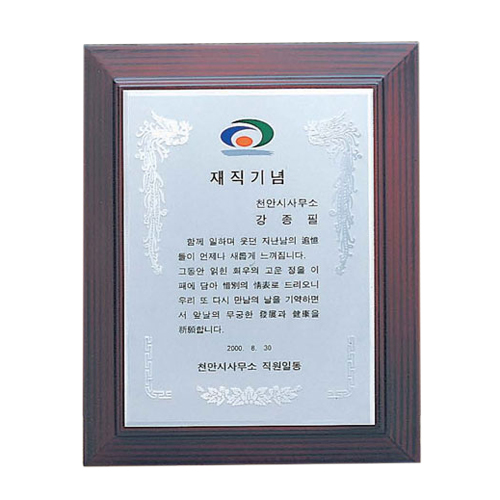 재직기념
천안시사무소
강종필
함께 일하며 웃던 지난날의 追憶
들이 언제나 새롭게 느껴집니다.
그동안 얽힌 회우의 고운 정을 이
패에 담아 惜別의 情表로 드리오니
우리 또 다시 만날의 날을 기약하면
서 앞날의 무궁한 發展과 健康을
祈願합니다.
2000. 8. 30
천안시사무소 직원일동